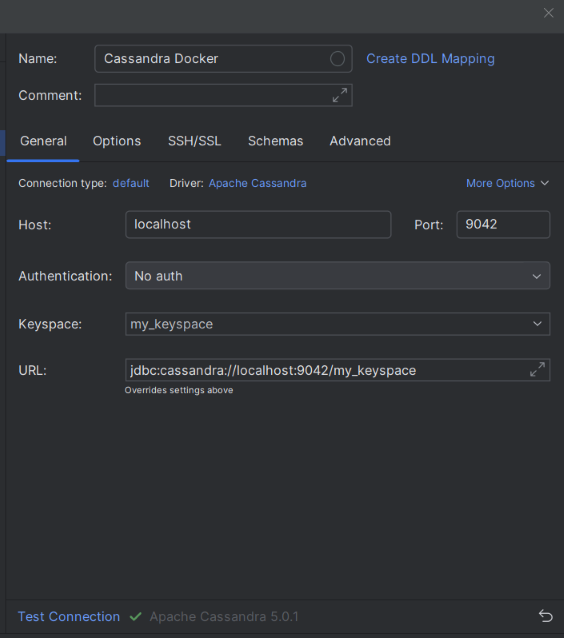 Name: Cassandra Docker Create DDL Mapping
Comment:
General Options SSH/SSL Schemas Advanced
Connection type: default Driver: Apache Cassandra More Options
Host: localhost Port: 9042
Authentication: No auth
Keyspace: my_keyspace
URL: jdbc:cassandra://localhost:9042/my_keyspace
Overrides settings above
Test Connection Apache Cassandra 5.0.1